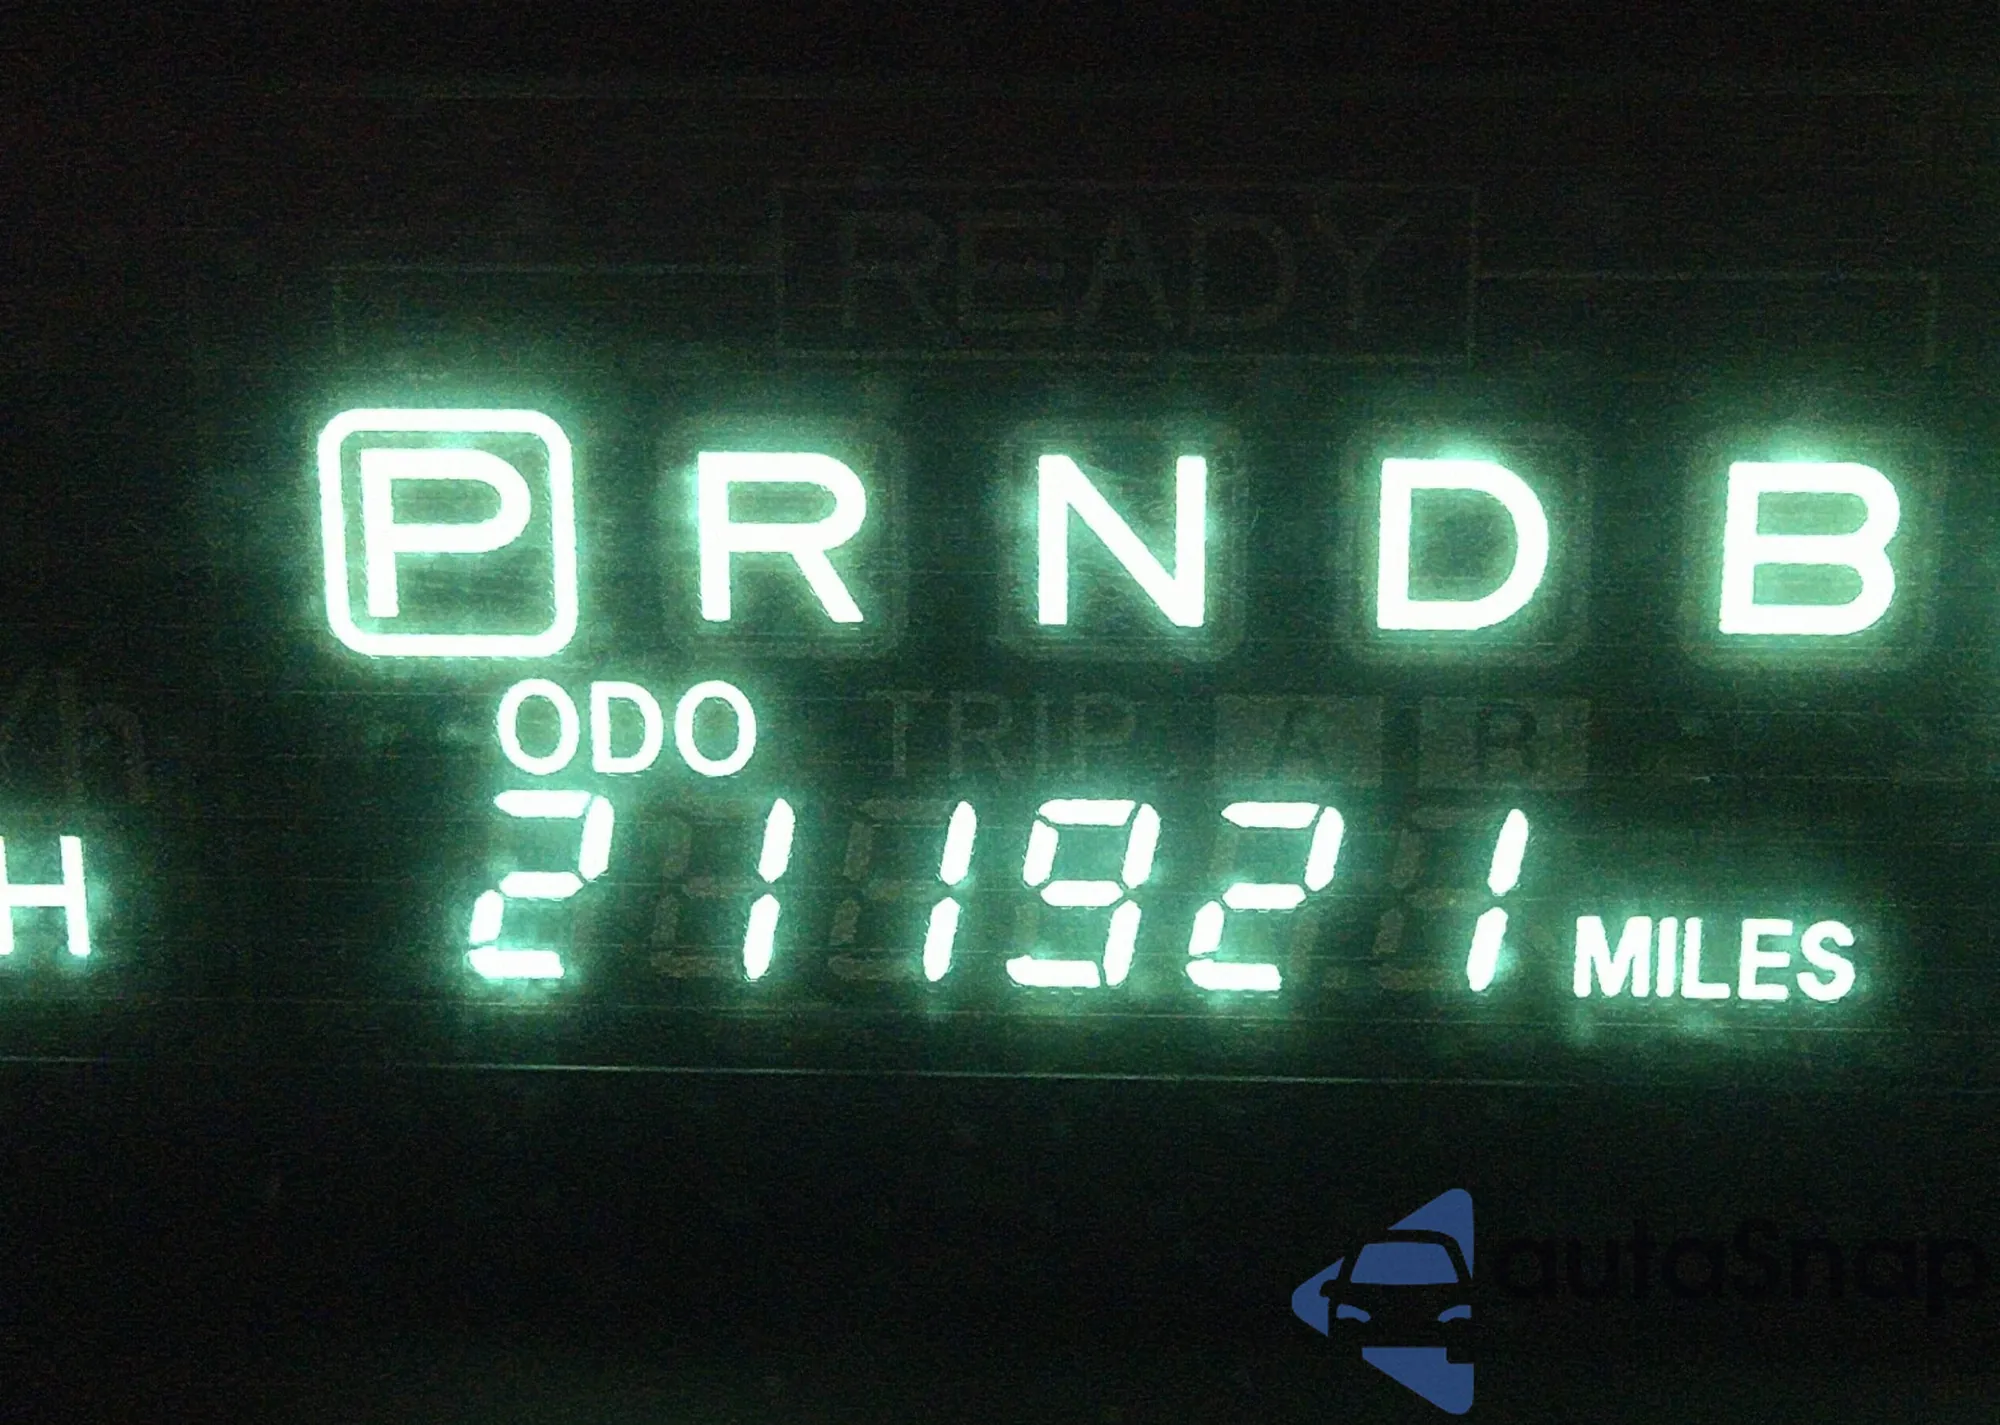 READY
P R N D B
ODO TRIP A B
H 211921 MILES
autoSnap